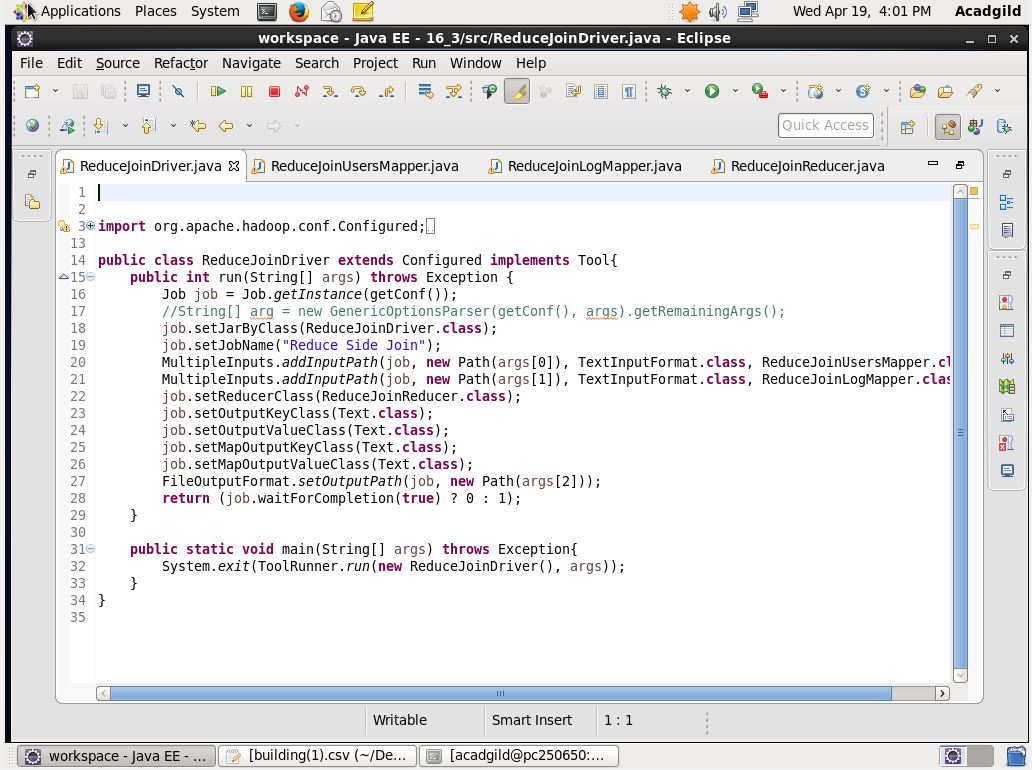 Applications Places System Wed Apr 19, 4:01 PM Acadgild
workspace - Java EE - 16_3/src/ReduceJoinDriver.java - Eclipse
File Edit Source Refactor Navigate Search Project Run Window Help
Quick Access
ReduceJoinDriver.java ReduceJoinUsersMapper.java ReduceJoinLogMapper.java ReduceJoinReducer.java
1
2
3 import org.apache.hadoop.conf.Configured;
13
14 public class ReduceJoinDriver extends Configured implements Tool{
15     public int run(String[] args) throws Exception {
16         Job job = Job.getInstance(getConf());
17         //String[] arg = new GenericOptionsParser(getConf(), args).getRemainingArgs();
18         job.setJarByClass(ReduceJoinDriver.class);
19         job.setJobName("Reduce Side Join");
20         MultipleInputs.addInputPath(job, new Path(args[0]), TextInputFormat.class, ReduceJoinUsersMapper.cl
21         MultipleInputs.addInputPath(job, new Path(args[1]), TextInputFormat.class, ReduceJoinLogMapper.clas
22         job.setReducerClass(ReduceJoinReducer.class);
23         job.setOutputKeyClass(Text.class);
24         job.setOutputValueClass(Text.class);
25         job.setMapOutputKeyClass(Text.class);
26         job.setMapOutputValueClass(Text.class);
27         FileOutputFormat.setOutputPath(job, new Path(args[2]));
28         return (job.waitForCompletion(true) ? 0 : 1);
29     }
30
31     public static void main(String[] args) throws Exception{
32         System.exit(ToolRunner.run(new ReduceJoinDriver(), args));
33     }
34 }
35
Writable Smart Insert 1 : 1
workspace - Java EE - ... [building(1).csv (~/De... [acadgild@pc250650:...